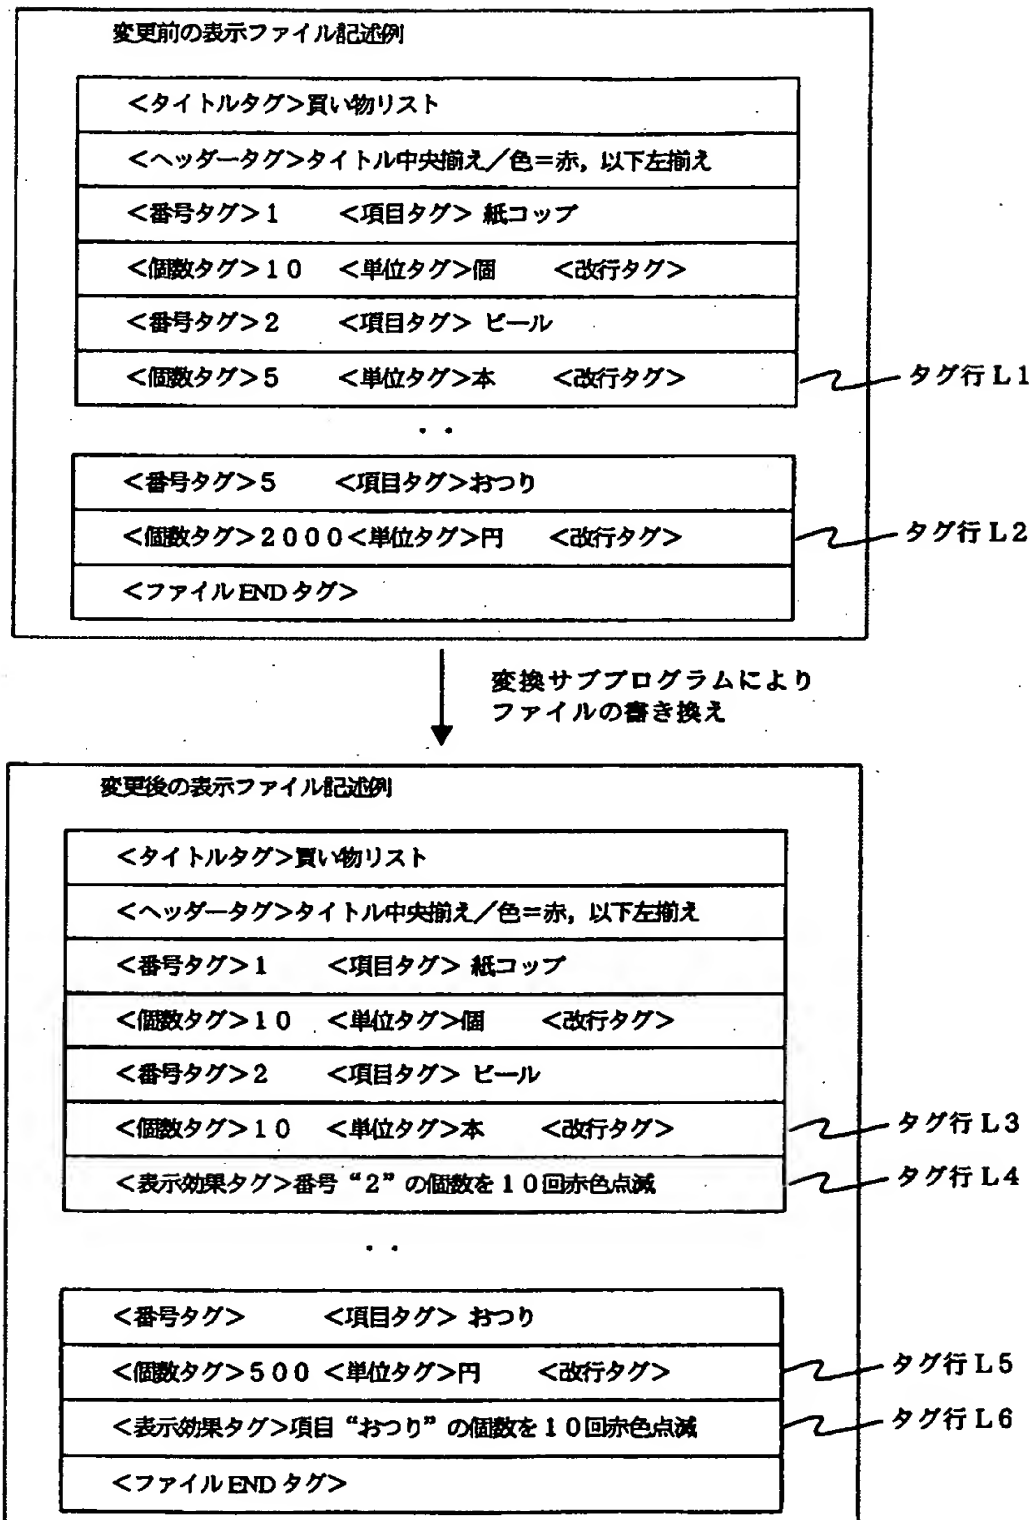 変更前の表示ファイル記述例
<タイトルタグ>買い物リスト
<ヘッダータグ>タイトル中央揃え／色＝赤，以下左揃え
<番号タグ>1 <項目タグ> 紙コップ
<個数タグ>10 <単位タグ>個 <改行タグ>
<番号タグ>2 <項目タグ> ビール
<個数タグ>5 <単位タグ>本 <改行タグ> タグ行L1
・・
<番号タグ>5 <項目タグ>おつり
<個数タグ>2000<単位タグ>円 <改行タグ> タグ行L2
<ファイルENDタグ>
変換サブプログラムにより
ファイルの書き換え
変更後の表示ファイル記述例
<タイトルタグ>買い物リスト
<ヘッダータグ>タイトル中央揃え／色＝赤，以下左揃え
<番号タグ>1 <項目タグ> 紙コップ
<個数タグ>10 <単位タグ>個 <改行タグ>
<番号タグ>2 <項目タグ> ビール
<個数タグ>10 <単位タグ>本 <改行タグ> タグ行L3
<表示効果タグ>番号“2”の個数を10回赤色点滅 タグ行L4
・・
<番号タグ> <項目タグ> おつり
<個数タグ>500 <単位タグ>円 <改行タグ> タグ行L5
<表示効果タグ>項目“おつり”の個数を10回赤色点滅 タグ行L6
<ファイルENDタグ>